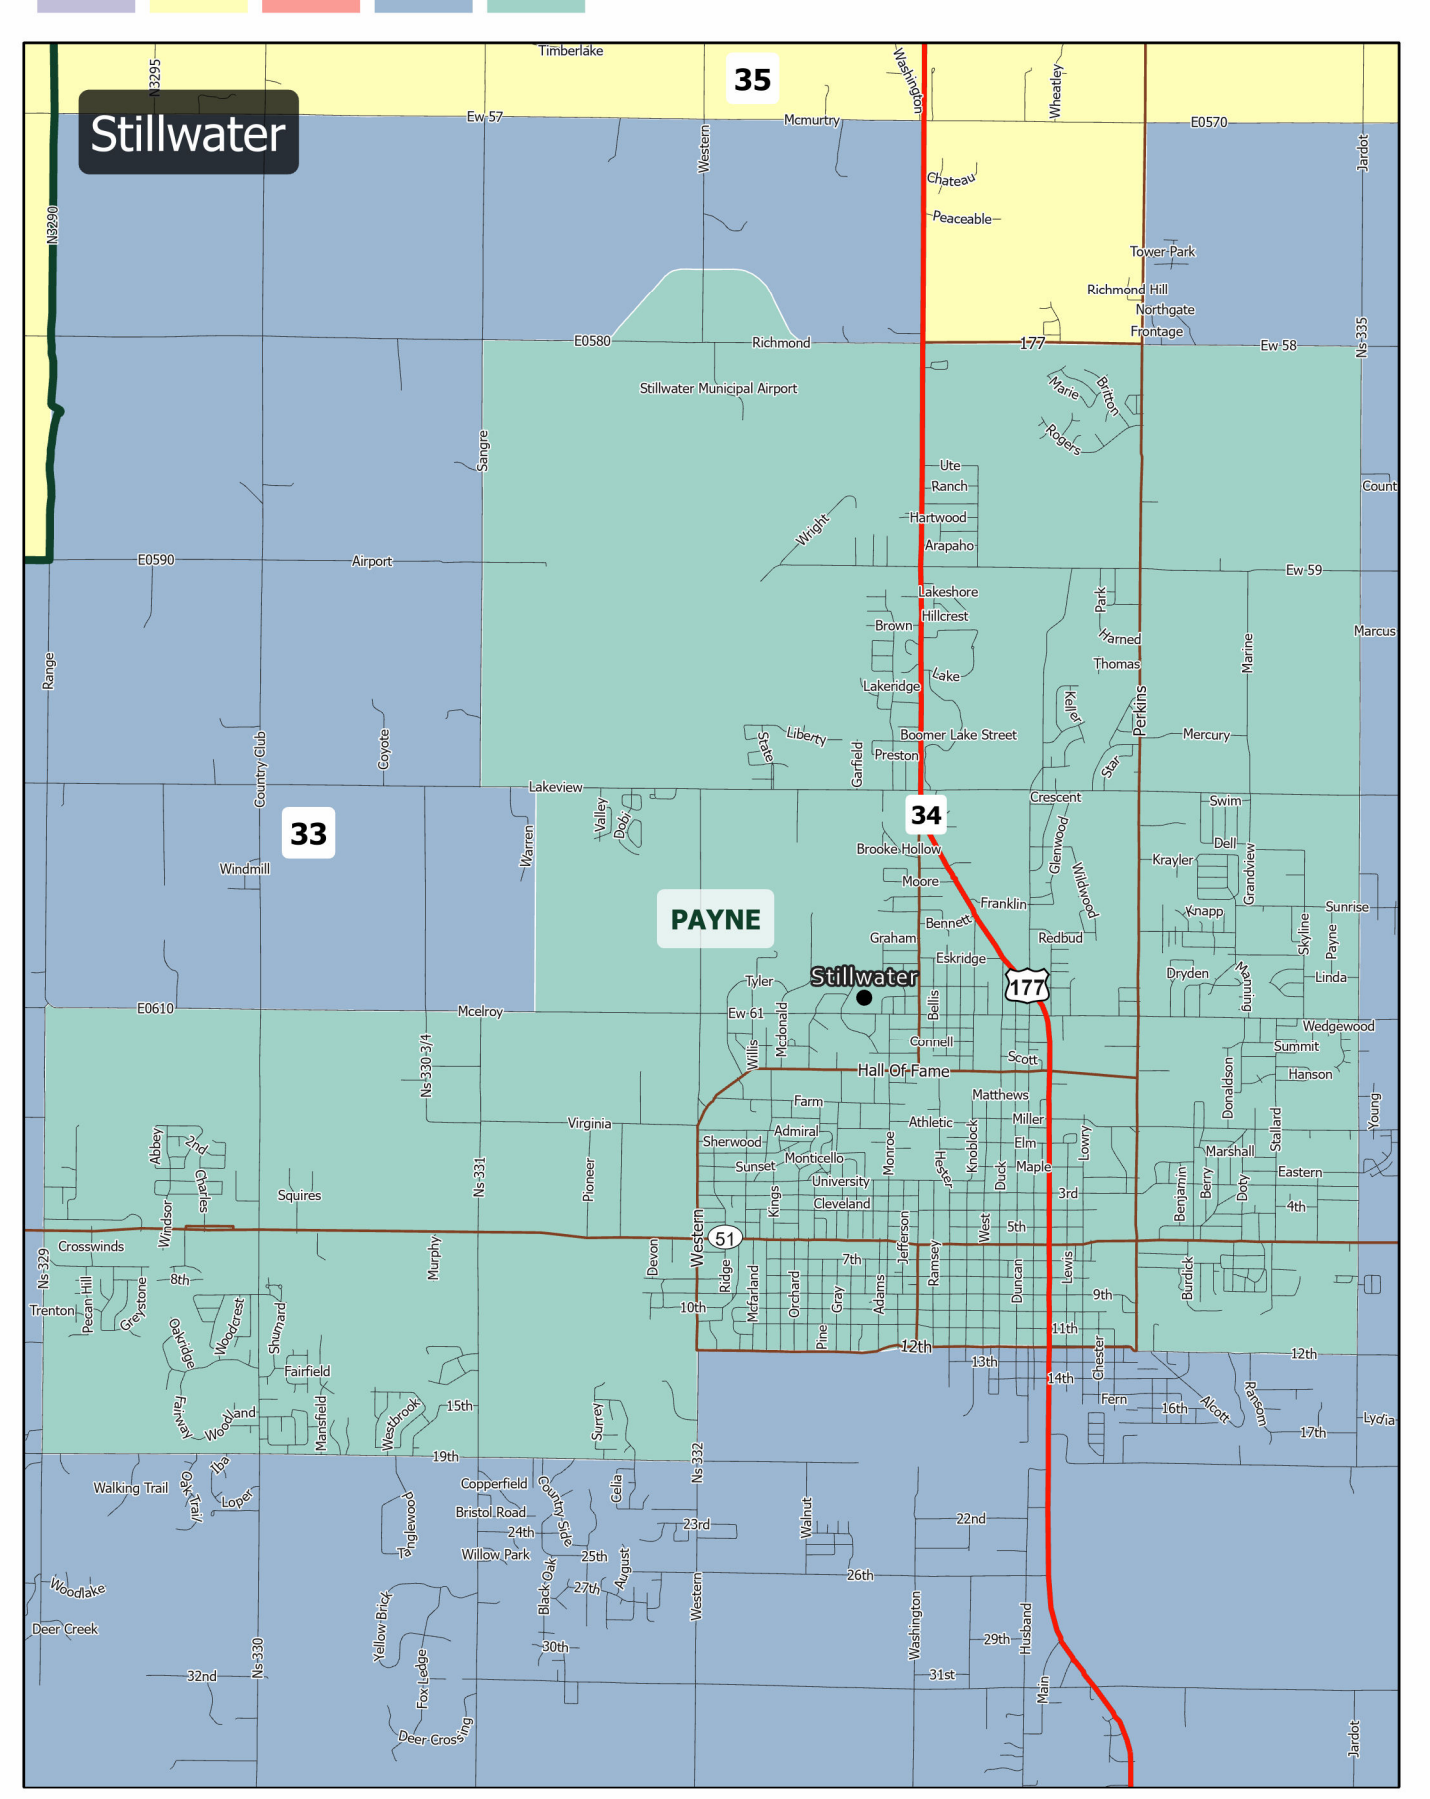 Timberlake
35
N3295
Washington
Wheatley
Stillwater
Ew 57
Mcmurtry
E0570
Western
Jardot
Chateau
Peaceable
N3290
Tower Park
Richmond Hill
Northgate
Frontage
Ns-335
E0580
Richmond
177
Ew 58
Stillwater Municipal Airport
Marie
Britton
Rogers
Sangre
Ute
Ranch
Count
Hartwood
Wright
Arapaho
E0590
Airport
Ew 59
Lakeshore
Park
Hillcrest
Brown
Harned
Marcus
Marine
Thomas
Range
Lake
Lakeridge
Keller
Perkins
Liberty
State
Boomer Lake Street
Mercury
Coyote
Garfield
Preston
Star
Country Club
Lakeview
Crescent
Swim
Valley
Dobi
34
33
Warren
Brooke Hollow
Glenwood
Dell
Krayler
Grandview
Windmill
Moore
Wildwood
Franklin
Knapp
Sunrise
PAYNE
Bennett
Graham
Redbud
Skyline
Payne
Eskridge
Stillwater
Tyler
177
Dryden
Manning
Linda
E0610
Mcelroy
Ew 61
Mcdonald
Bellis
Wedgewood
Connell
Summit
Willis
Scott
Ns-330-3/4
Hall Of Fame
Hanson
Donaldson
Matthews
Farm
Young
Virginia
Athletic
Miller
Admiral
Sherwood
Stallard
Abbey
2nd
Knoblock
Elm
Lowry
Monroe
Marshall
Monticello
Sunset
Hester
Maple
Duck
Eastern
Ns-331
Pioneer
University
Charles
Squires
Kings
Cleveland
3rd
Benjamin
Berry
Doty
4th
Windsor
Western
51
Jefferson
West
5th
Crosswinds
Murphy
Devon
7th
Ramsey
Ns-329
8th
Ridge
Lewis
Burdick
Duncan
Trenton
Pecan Hill
Greystone
Mcfarland
Orchard
Gray
Adams
9th
10th
Woodcrest
Shumard
Oakridge
Pine
11th
12th
12th
Chester
13th
Fairfield
14th
Fern
Alcott
Ransom
16th
15th
Fairway
Woodland
Mansfield
Westbrook
Surrey
17th
Lydia
19th
Iba
Ns-332
Walking Trail
Oak Trail
Loper
Copperfield
Country Side
Celia
Tanglewood
Bristol Road
Walnut
22nd
24th
23rd
Willow Park
25th
August
26th
Woodlake
Black Oak
27th
Western
Deer Creek
Yellow Brick
Washington
Husband
Ns-330
30th
29th
32nd
Fox Ledge
31st
Main
Deer Crossing
Jardot